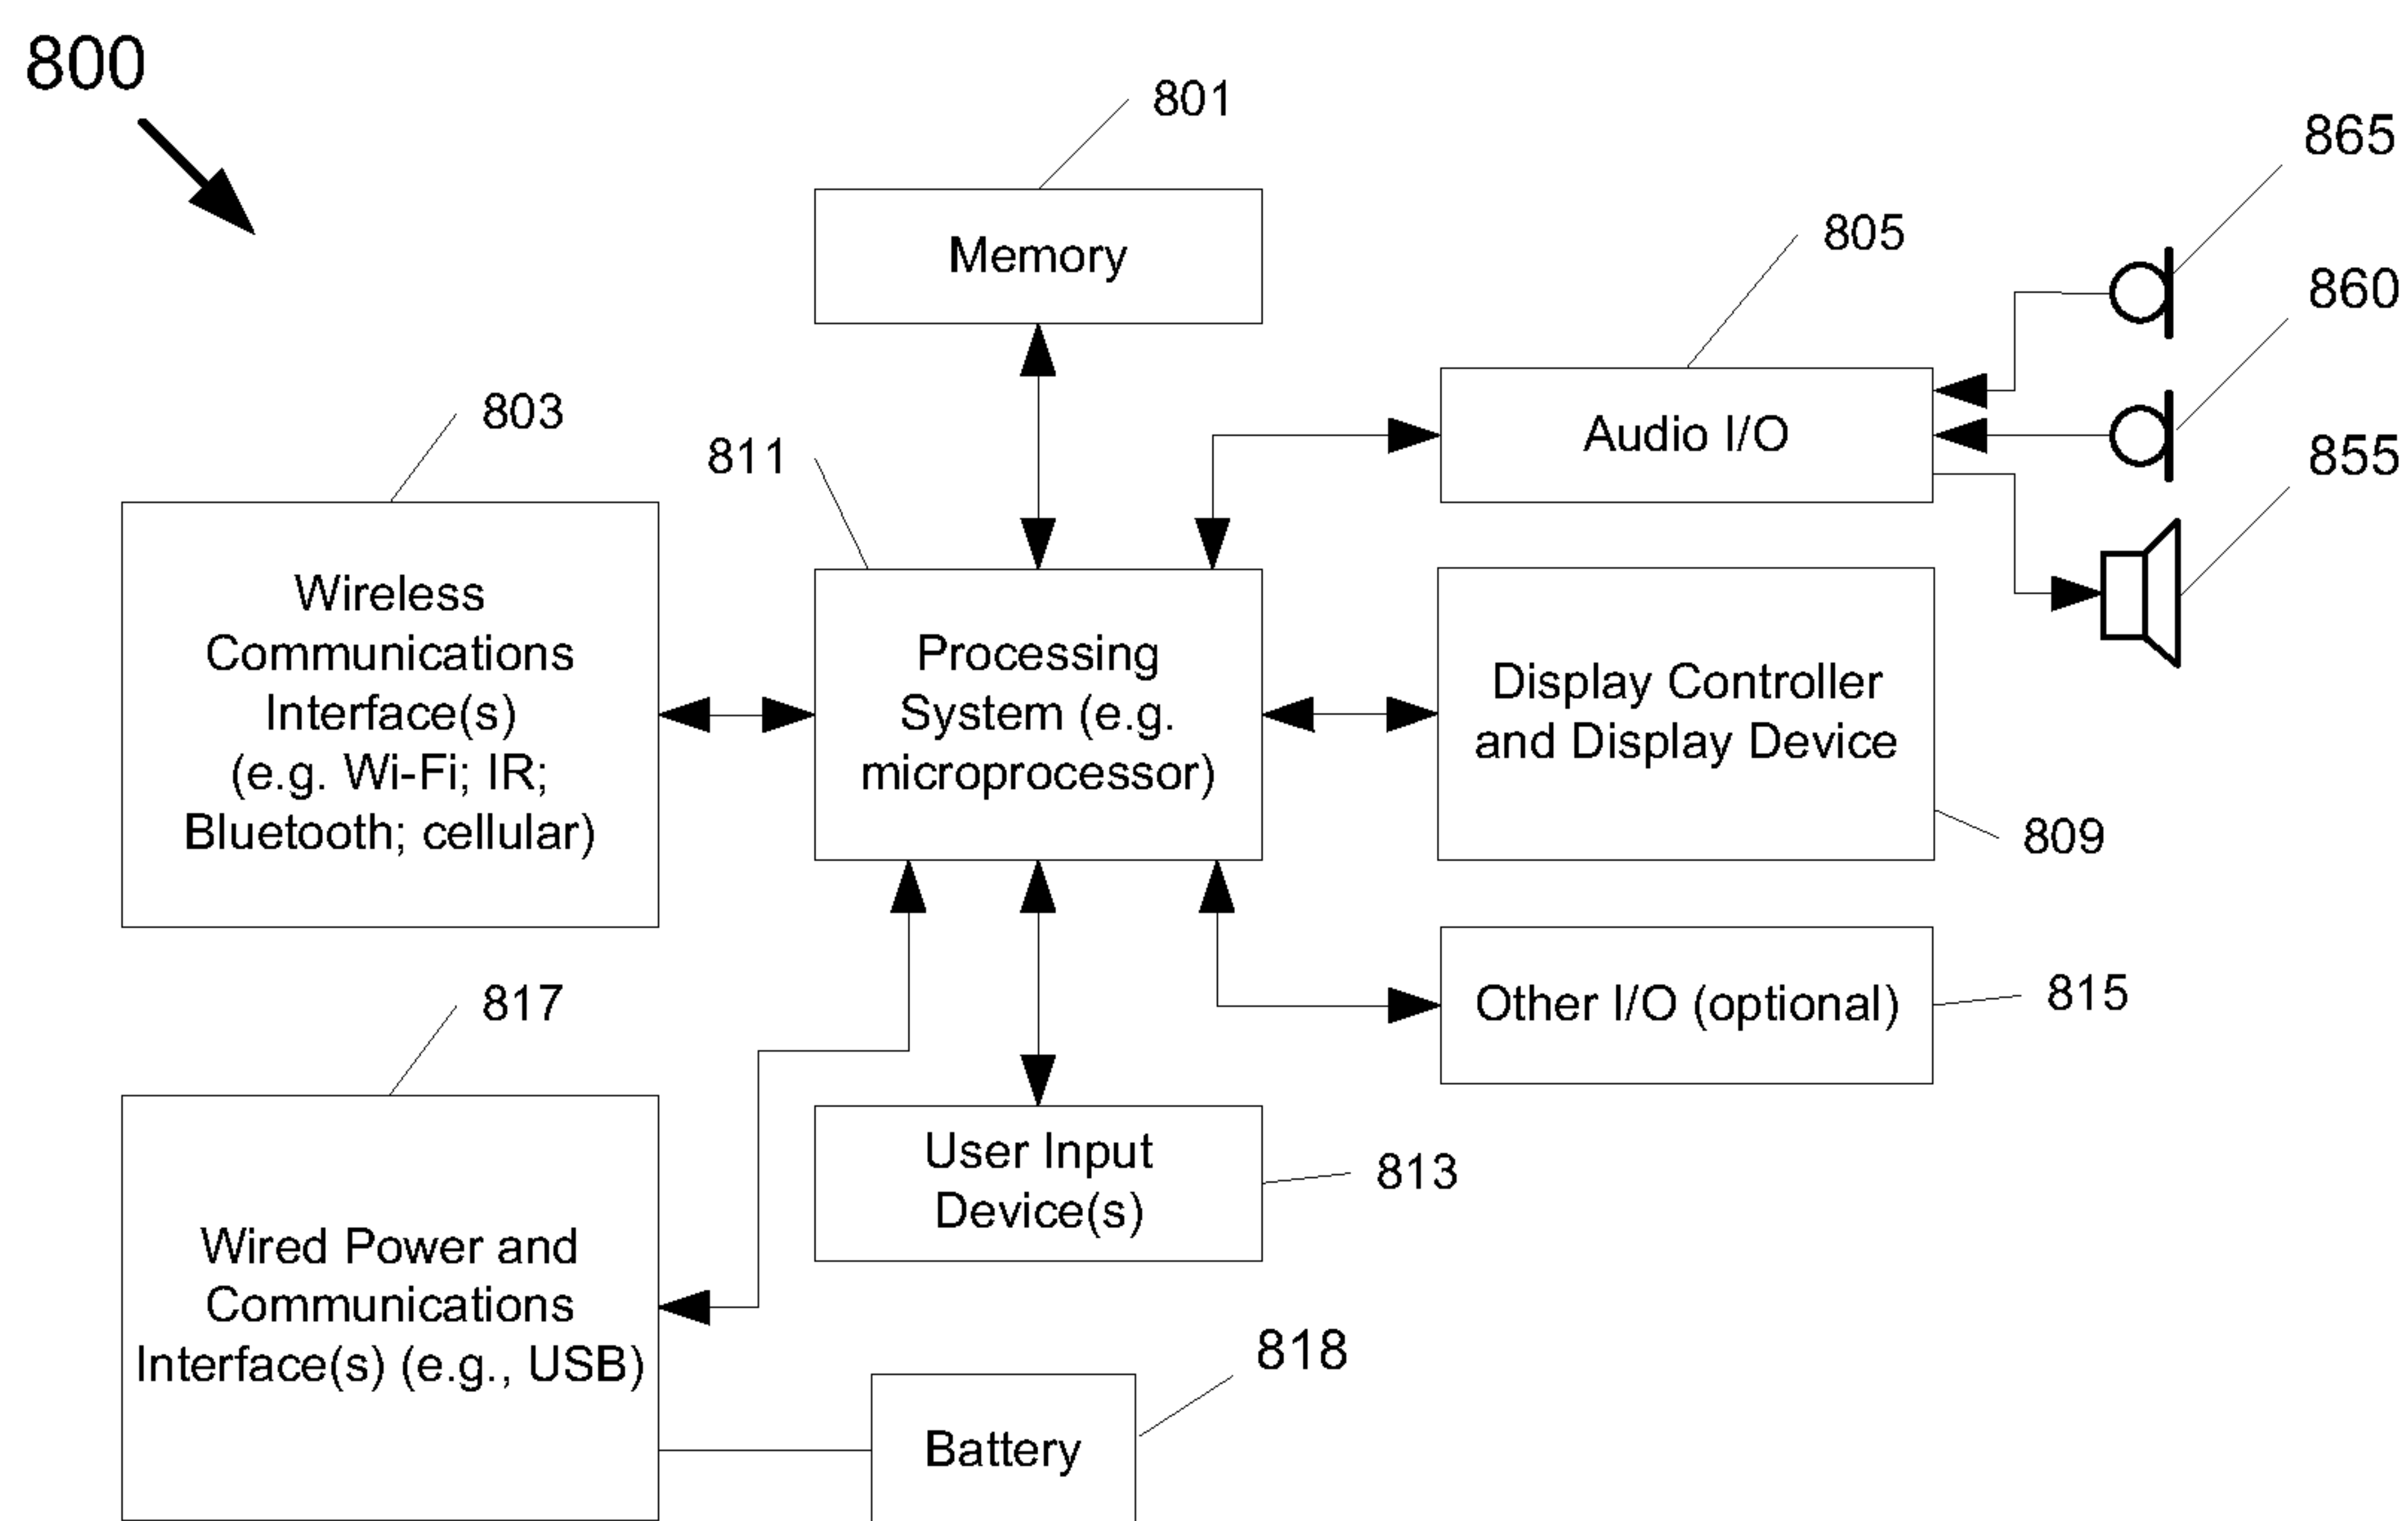 800
801
865
Memory
805
860
803
Audio I/O
811
855
Wireless
Communications
Interface(s)
(e.g. Wi-Fi; IR;
Bluetooth; cellular)
Processing
System (e.g.
microprocessor)
Display Controller
and Display Device
809
817
Other I/O (optional)
815
User Input
Device(s)
813
Wired Power and
Communications
Interface(s) (e.g., USB)
818
Battery